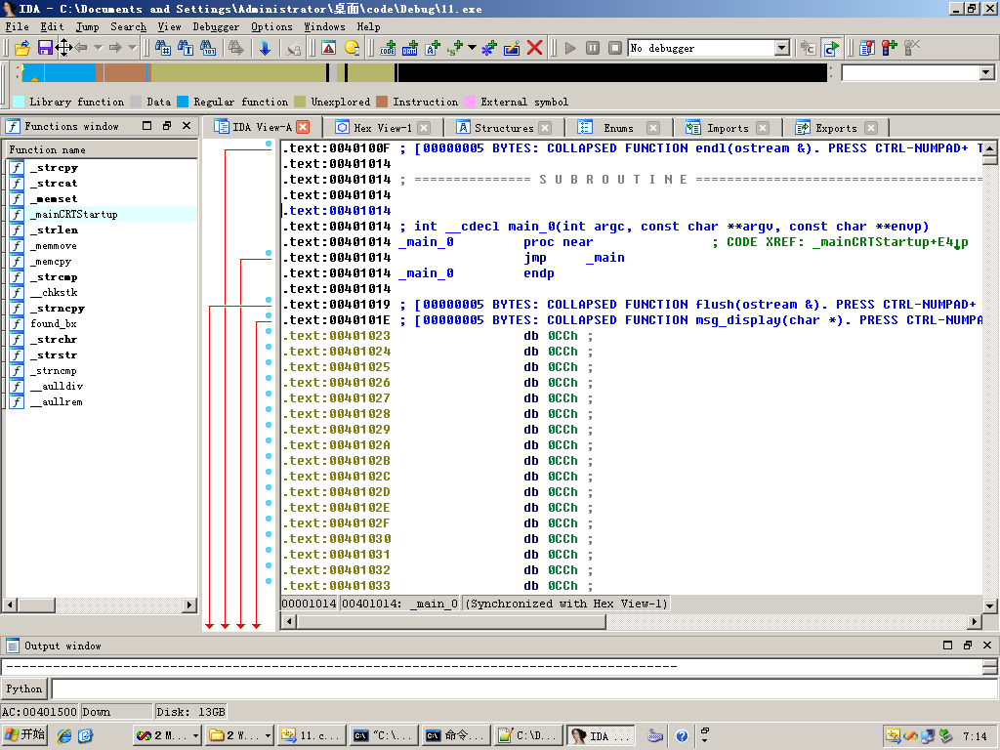 IDA - C:\Documents and Settings\Administrator\桌面\code\Debug\11.exe
File Edit Jump Search View Debugger Options Windows Help
No debugger
Library function Data Regular function Unexplored Instruction External symbol
Functions window
Function name
_strcpy
_strcat
_memset
_mainCRTStartup
_strlen
_memmove
_memcpy
_strcmp
__chkstk
_strncpy
found_bx
_strchr
_strstr
_strncmp
__aulldiv
__aullrem
IDA View-A Hex View-1 Structures Enums Imports Exports
.text:0040100F ; [00000005 BYTES: COLLAPSED FUNCTION endl(ostream &). PRESS CTRL-NUMPAD+ T
.text:00401014
.text:00401014 ; =============== S U B R O U T I N E =====================================
.text:00401014
.text:00401014
.text:00401014 ; int __cdecl main_0(int argc, const char **argv, const char **envp)
.text:00401014 _main_0 proc near ; CODE XREF: _mainCRTStartup+E4↓p
.text:00401014 jmp _main
.text:00401014 _main_0 endp
.text:00401014
.text:00401019 ; [00000005 BYTES: COLLAPSED FUNCTION flush(ostream &). PRESS CTRL-NUMPAD+
.text:0040101E ; [00000005 BYTES: COLLAPSED FUNCTION msg_display(char *). PRESS CTRL-NUMPA
.text:00401023 db 0CCh ;
.text:00401024 db 0CCh ;
.text:00401025 db 0CCh ;
.text:00401026 db 0CCh ;
.text:00401027 db 0CCh ;
.text:00401028 db 0CCh ;
.text:00401029 db 0CCh ;
.text:0040102A db 0CCh ;
.text:0040102B db 0CCh ;
.text:0040102C db 0CCh ;
.text:0040102D db 0CCh ;
.text:0040102E db 0CCh ;
.text:0040102F db 0CCh ;
.text:00401030 db 0CCh ;
.text:00401031 db 0CCh ;
.text:00401032 db 0CCh ;
.text:00401033 db 0CCh ;
00001014 00401014: _main_0 (Synchronized with Hex View-1)
Output window
Python
AC:00401500 Down Disk: 13GB
开始 2 M... 2 W... 11.c... "C:\... 命令... C:\D... IDA ... 7:14